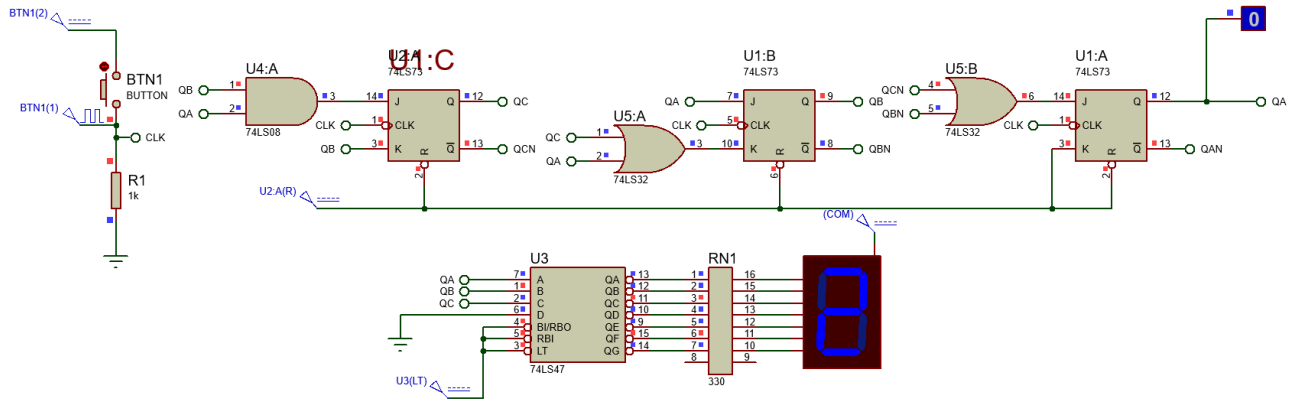 BTN1(2)
BTN1
BUTTON
BTN1(1)
CLK
R1
1k
U4:A
QB
1
3
QA
2
74LS08
U1:C
U2:A
74LS73
14
J
Q
12
QC
CLK
1
CLK
QB
3
K
Q
13
QCN
R
2
U2:A(R)
U5:A
QC
1
3
QA
2
74LS32
U1:B
74LS73
QA
7
J
Q
9
QB
CLK
5
CLK
10
K
Q
8
QBN
R
6
U5:B
QCN
4
6
QBN
5
74LS32
U1:A
74LS73
14
J
Q
12
QA
CLK
1
CLK
3
K
Q
13
QAN
R
2
0
(COM)
U3
QA
7
A
QA
13
QB
1
B
QB
12
QC
2
C
QC
11
6
D
QD
10
4
BI/RBO
QE
9
5
RBI
QF
15
3
LT
QG
14
74LS47
U3(LT)
RN1
1
16
2
15
3
14
4
13
5
12
6
11
7
10
8
9
330
2